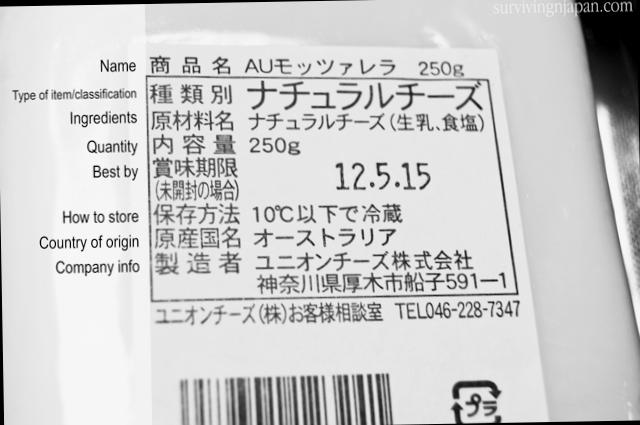 survivingnjapan.com
Name 商品名 AUモッツァレラ 250g
Type of item/classification 種類別 ナチュラルチーズ
Ingredients 原材料名 ナチュラルチーズ（生乳、食塩）
Quantity 内容量 250g
Best by 賞味期限 12.5.15
(未開封の場合)
How to store 保存方法 10℃以下で冷蔵
Country of origin 原産国名 オーストラリア
Company info 製造者 ユニオンチーズ株式会社
神奈川県厚木市船子591ー1
ユニオンチーズ(株)お客様相談室 TEL046-228-7347
プラ